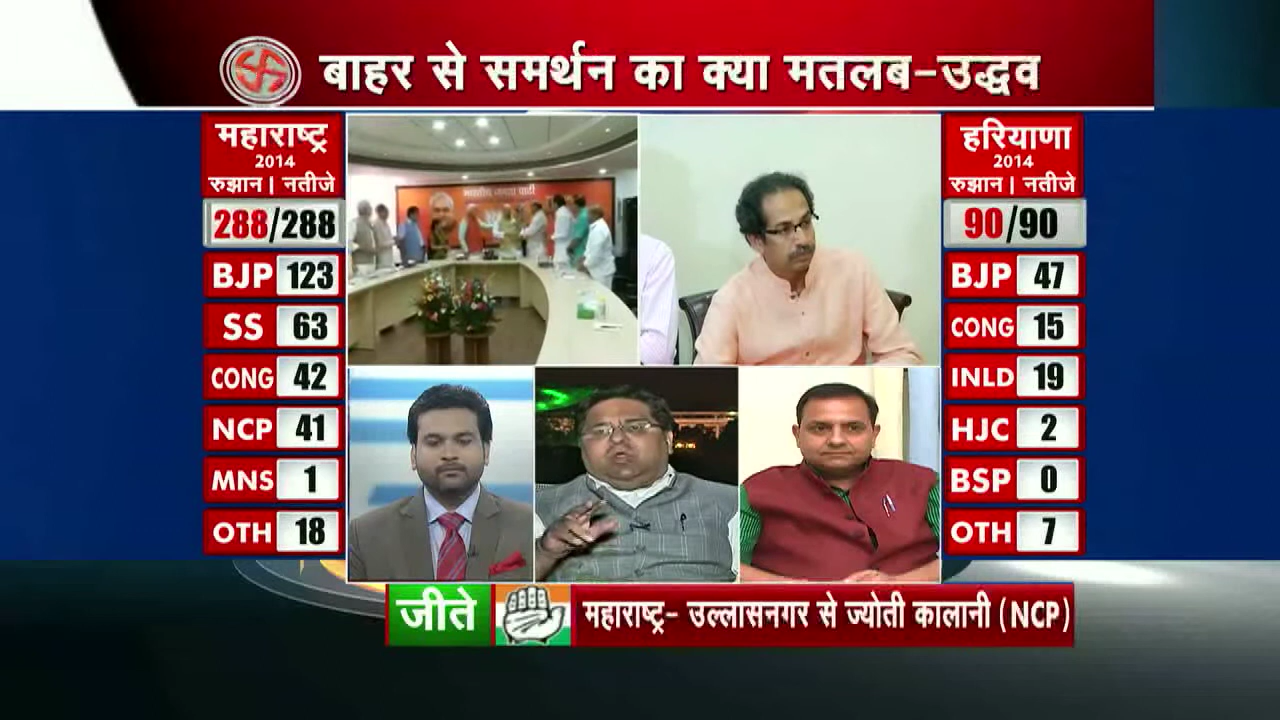 बाहर से समर्थन का क्या मतलब-उद्धव
महाराष्ट्र
2014
रुझान | नतीजे
288/288
BJP 123
SS 63
CONG 42
NCP 41
MNS 1
OTH 18
भारतीय जनता पार्टी
हरियाणा
2014
रुझान | नतीजे
90/90
BJP 47
CONG 15
INLD 19
HJC 2
BSP 0
OTH 7
जीते महाराष्ट्र- उल्लासनगर से ज्योती कालानी (NCP)